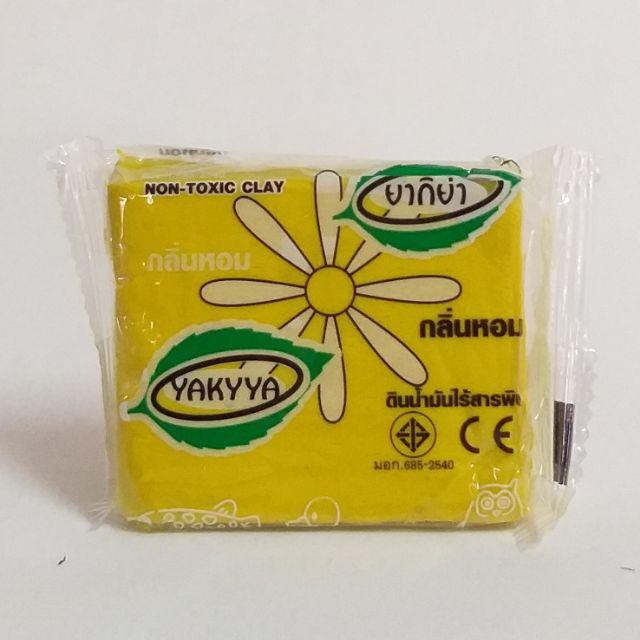 NON-TOXIC CLAY
ยากิย่า
กลิ่นหอม
กลิ่นหอม
YAKYYA
ดินน้ำมันไร้สารพิษ
CE
มอก.685-2540